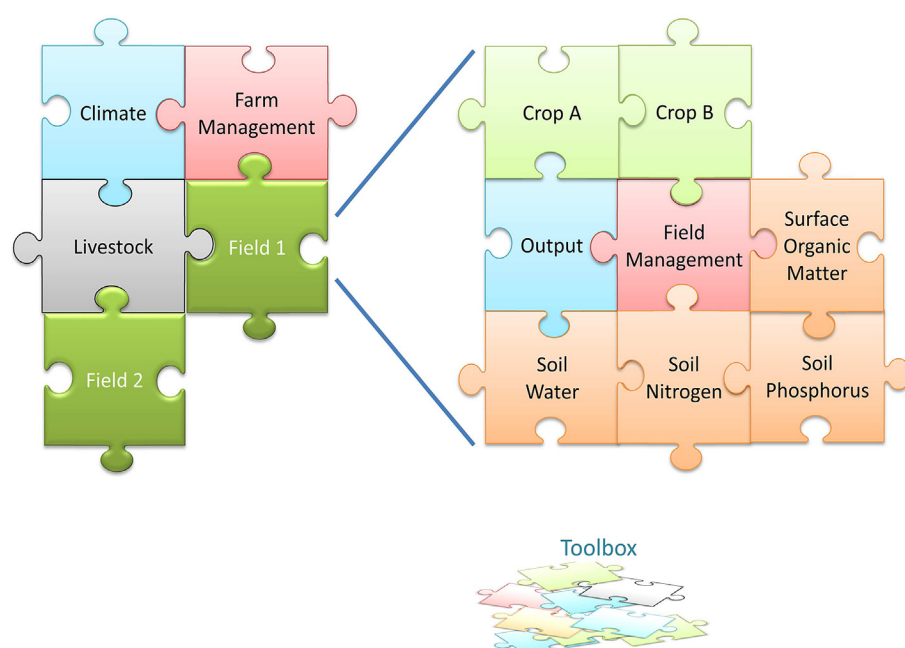 Climate
Farm
Management
Livestock
Field 1
Field 2
Crop A
Crop B
Output
Field
Management
Surface
Organic
Matter
Soil
Water
Soil
Nitrogen
Soil
Phosphorus
Toolbox